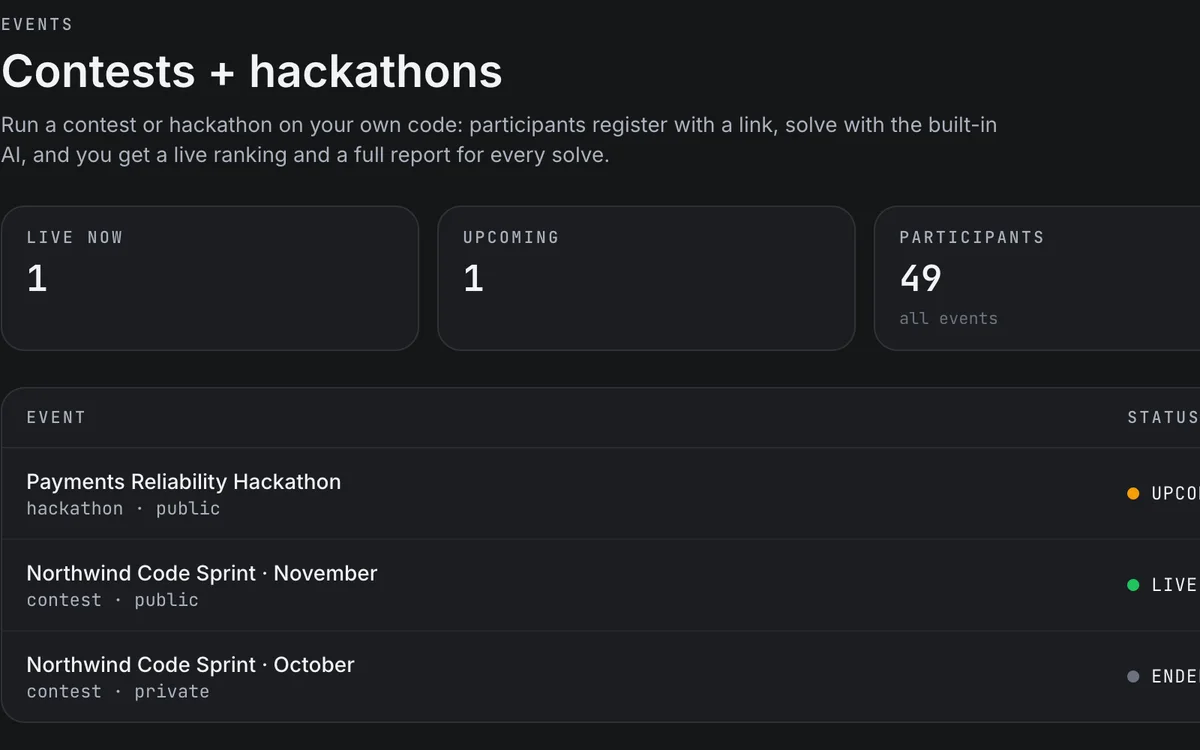 EVENTS
Contests + hackathons
Run a contest or hackathon on your own code: participants register with a link, solve with the built-in
AI, and you get a live ranking and a full report for every solve.
LIVE NOW
1
UPCOMING
1
PARTICIPANTS
49
all events
EVENT
STATUS
Payments Reliability Hackathon
hackathon · public
UPCO
Northwind Code Sprint · November
contest · public
LIVE
Northwind Code Sprint · October
contest · private
ENDE